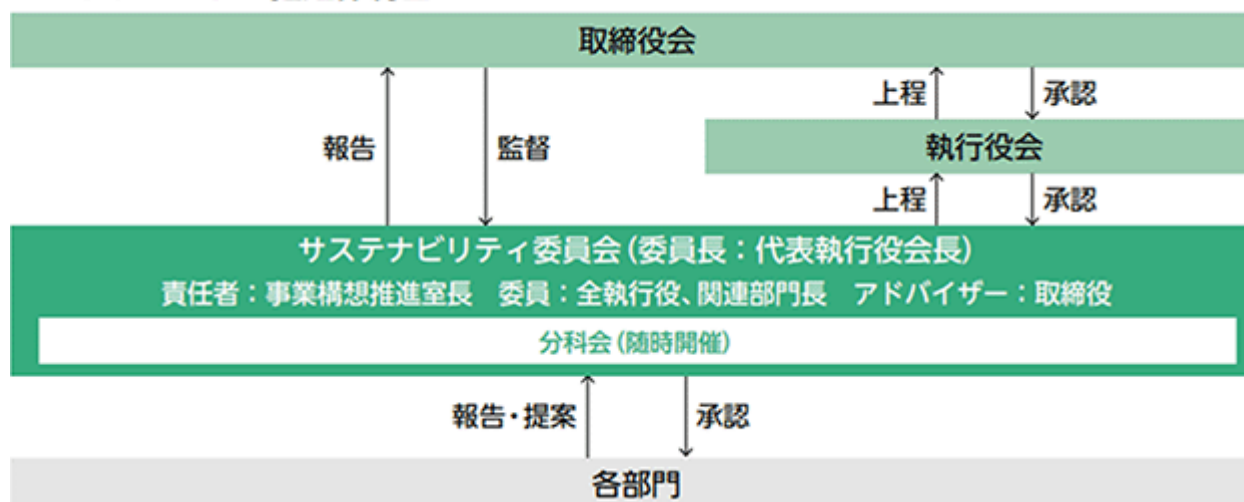 取締役会
上程
承認
報告
監督
執行役会
上程
承認
サステナビリティ委員会(委員長：代表執行役会長)
責任者：事業構想推進室長　委員：全執行役、関連部門長　アドバイザー：取締役
分科会(随時開催)
報告・提案
承認
各部門